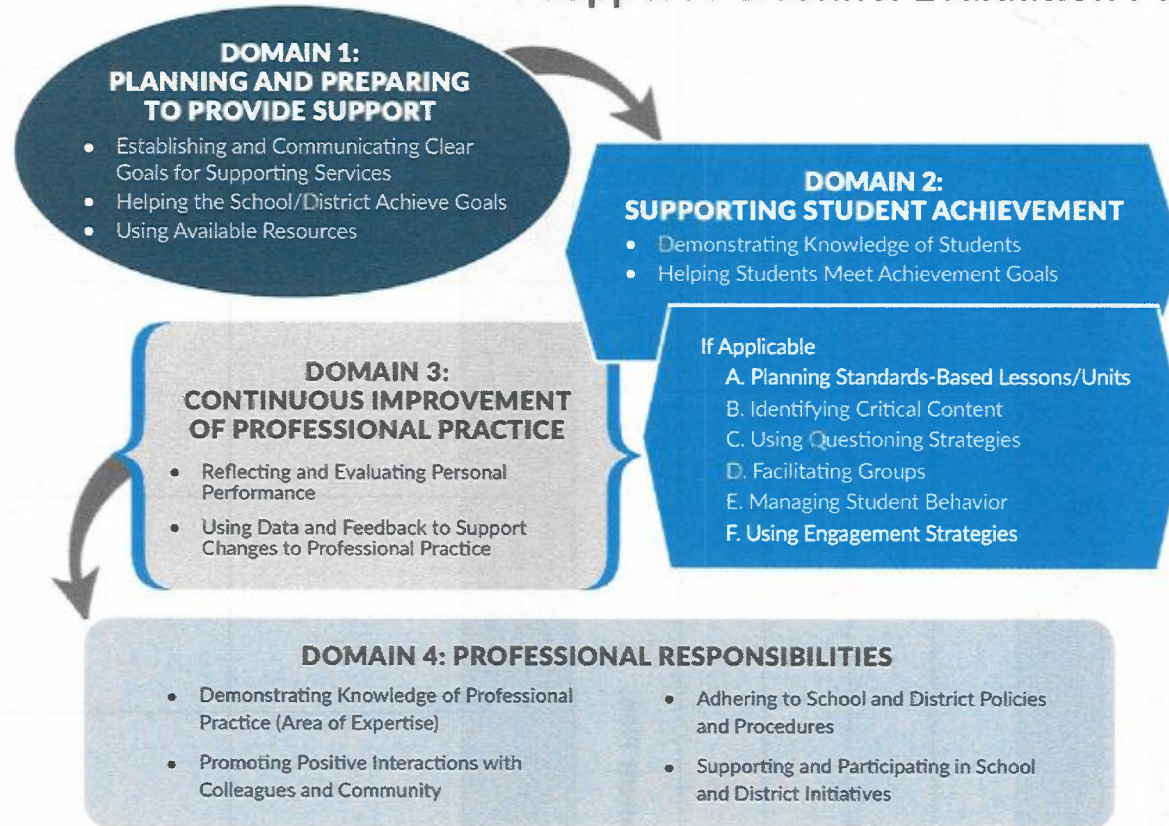 DOMAIN 1:
PLANNING AND PREPARING
TO PROVIDE SUPPORT
• Establishing and Communicating Clear
Goals for Supporting Services
• Helping the School/District Achieve Goals
• Using Available Resources
DOMAIN 2:
SUPPORTING STUDENT ACHIEVEMENT
• Demonstrating Knowledge of Students
• Helping Students Meet Achievement Goals
If Applicable
A. Planning Standards-Based Lessons/Units
B. Identifying Critical Content
C. Using Questioning Strategies
D. Facilitating Groups
E. Managing Student Behavior
F. Using Engagement Strategies
DOMAIN 3:
CONTINUOUS IMPROVEMENT
OF PROFESSIONAL PRACTICE
• Reflecting and Evaluating Personal
Performance
• Using Data and Feedback to Support
Changes to Professional Practice
DOMAIN 4: PROFESSIONAL RESPONSIBILITIES
• Demonstrating Knowledge of Professional
Practice (Area of Expertise)
• Promoting Positive Interactions with
Colleagues and Community
• Adhering to School and District Policies
and Procedures
• Supporting and Participating in School
and District Initiatives